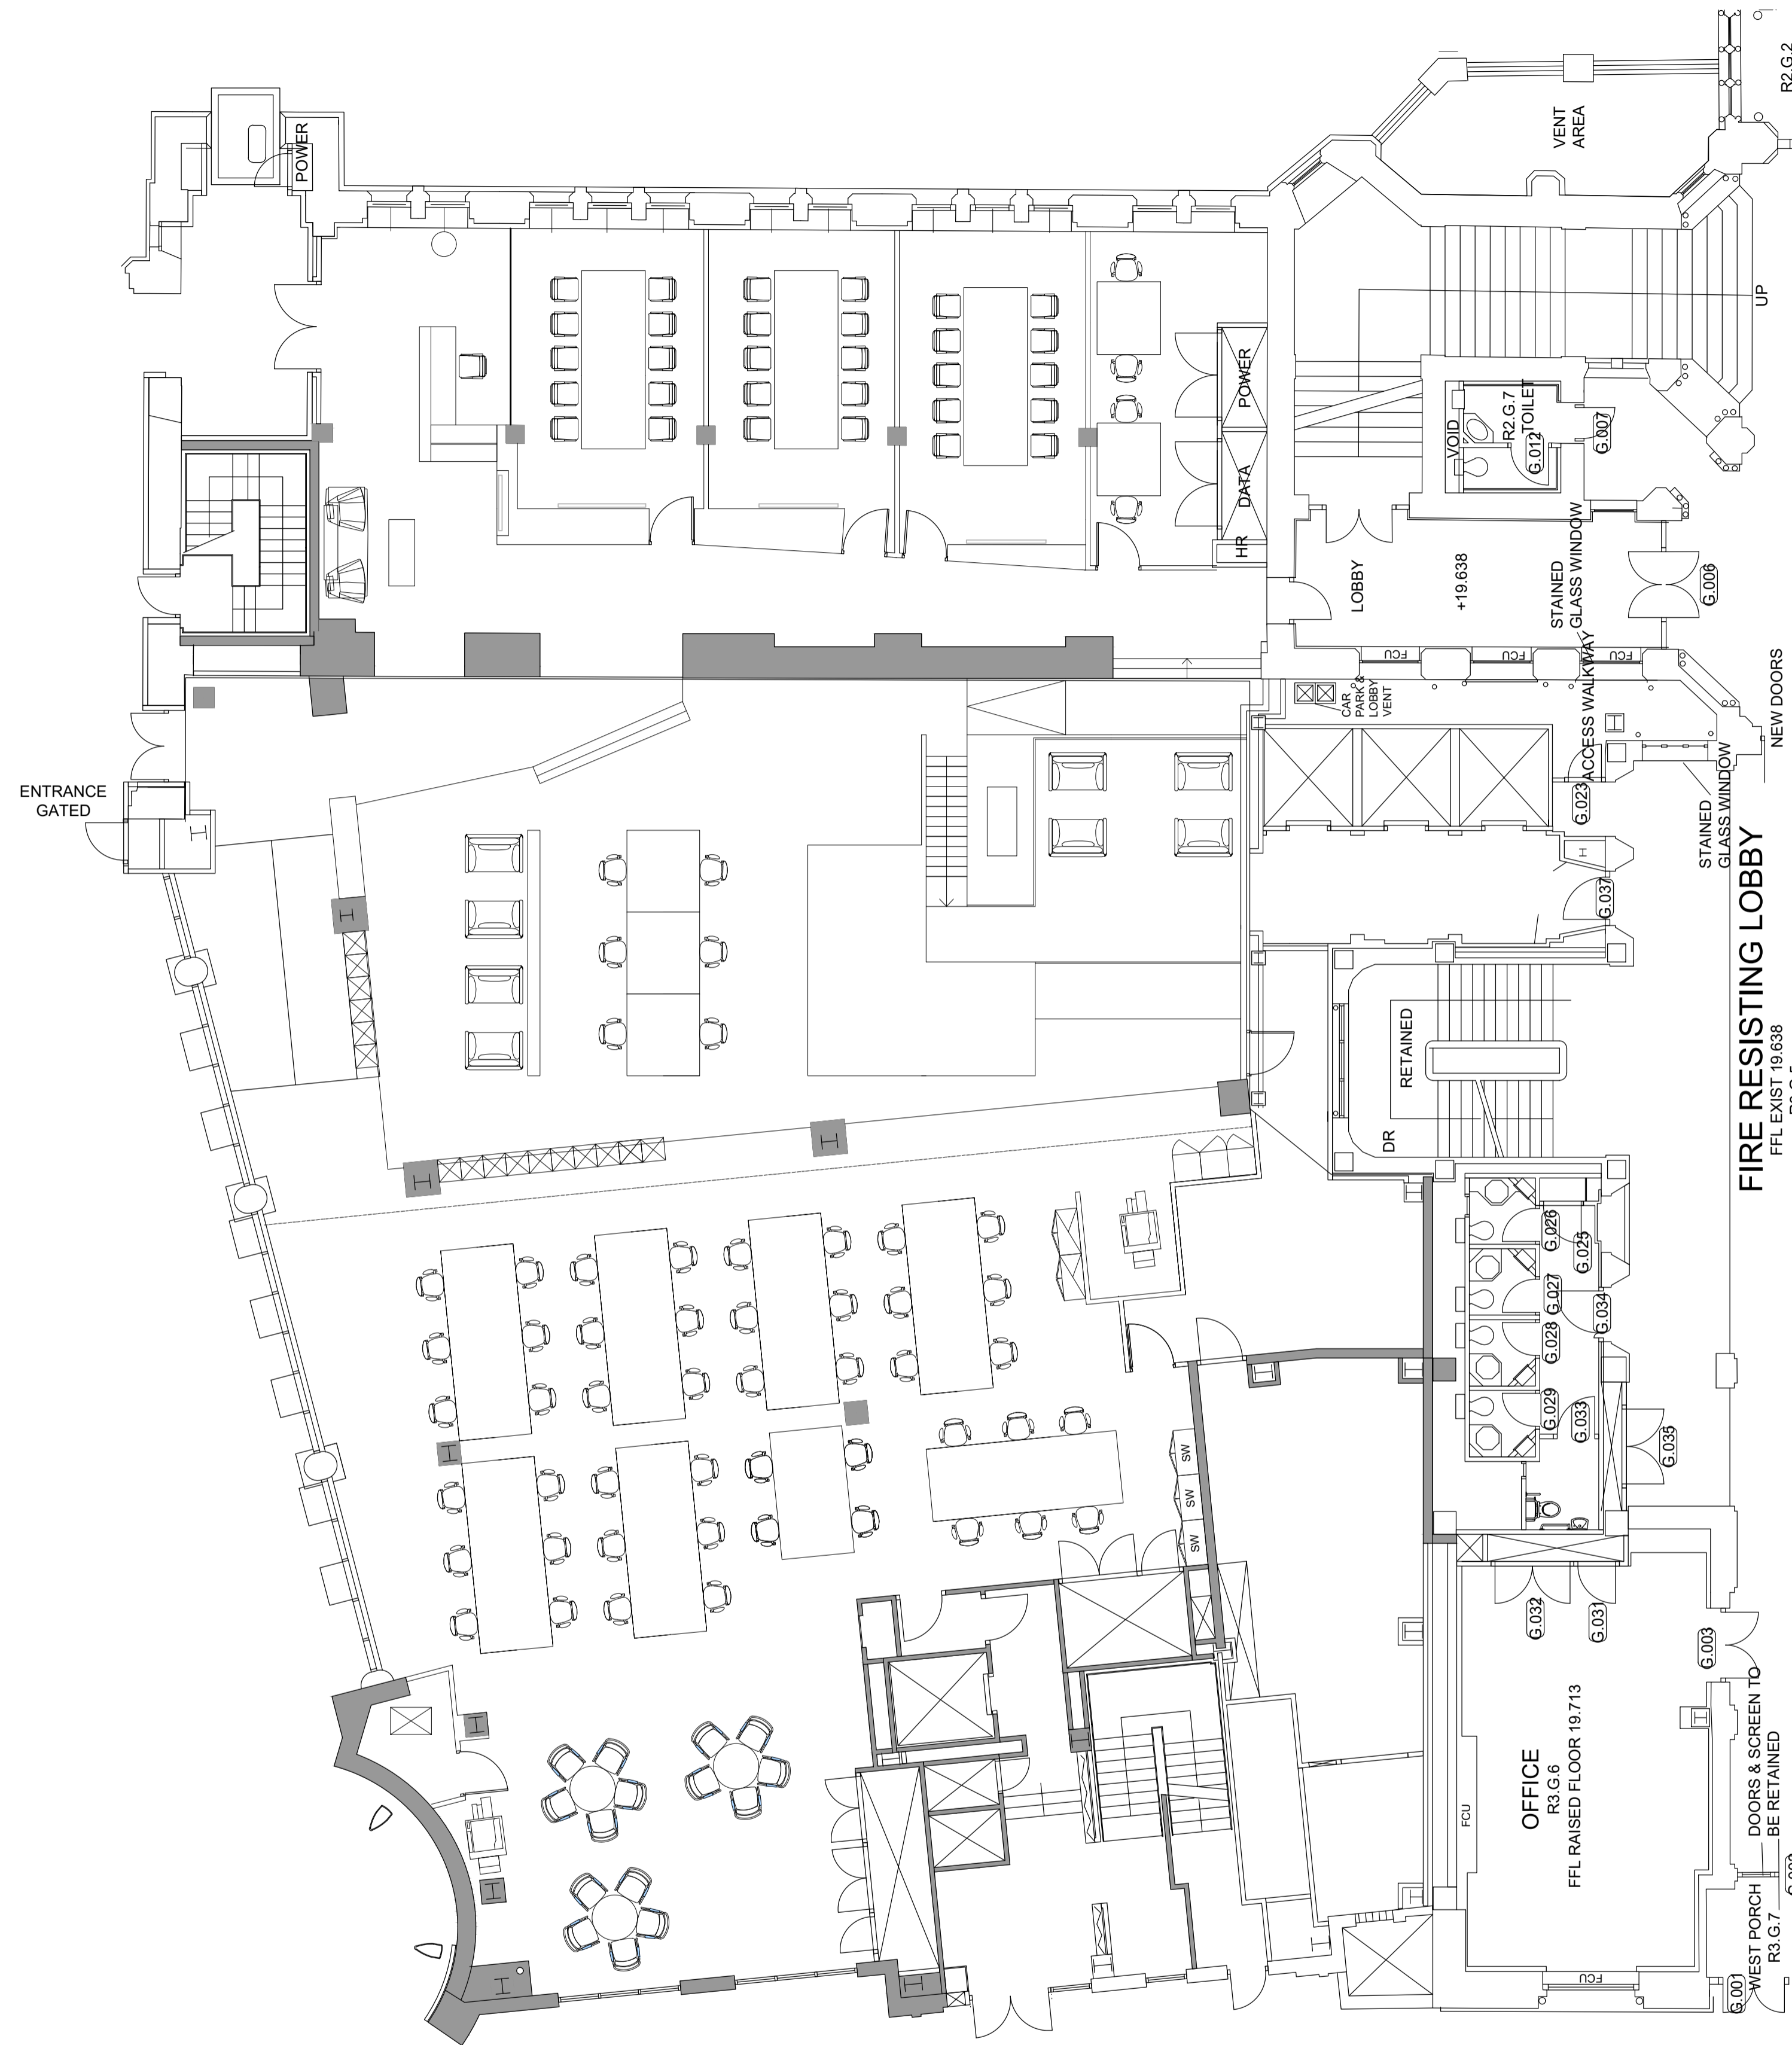 R2.G.2
VENT
AREA
POWER
UP
POWER
DATA
HR
VOID
R2.G.7
TOILET
G.012
G.007
LOBBY
+19.638
STAINED
GLASS WINDOW
G.006
FCU
FCU
FCU
CAR
PARK &
LOBBY
VENT
ACCESS WALKWAY
G.023
H
NEW DOORS
STAINED
GLASS WINDOW
ENTRANCE
GATED
H
G.037
FIRE RESISTING LOBBY
FFL EXIST 19.638
RETAINED
DR
G.026
G.025
G.027
G.034
G.028
G.029
G.033
G.035
SW
SW
SW
G.032
G.031
G.003
OFFICE
R3.G.6
FFL RAISED FLOOR 19.713
FCU
FCU
DOORS & SCREEN TO
BE RETAINED
WEST PORCH
R3.G.7
G.001